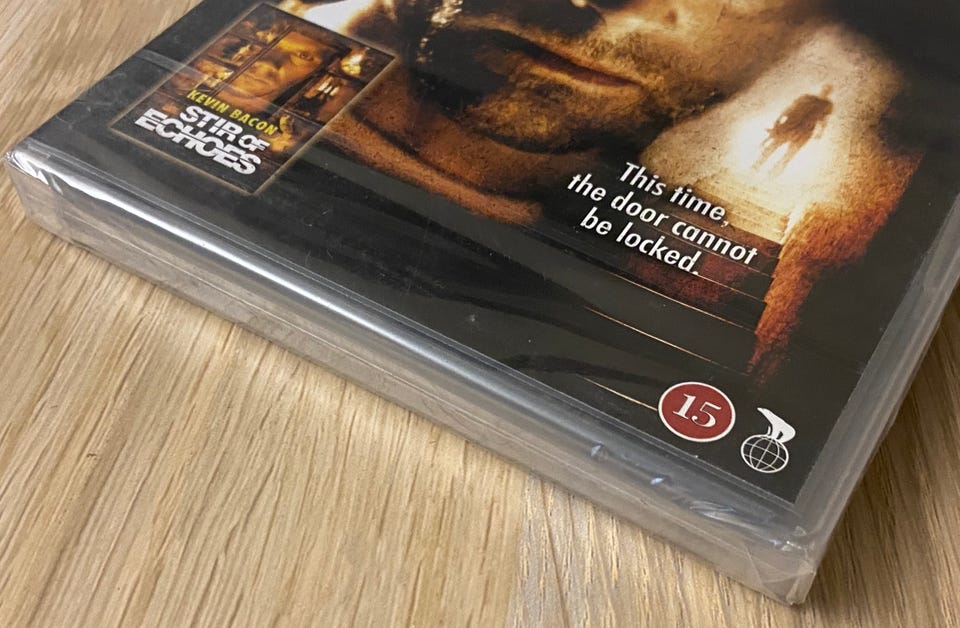 KEVIN BACON
STIR OF
ECHOES
This time,
the door cannot
be locked.
15